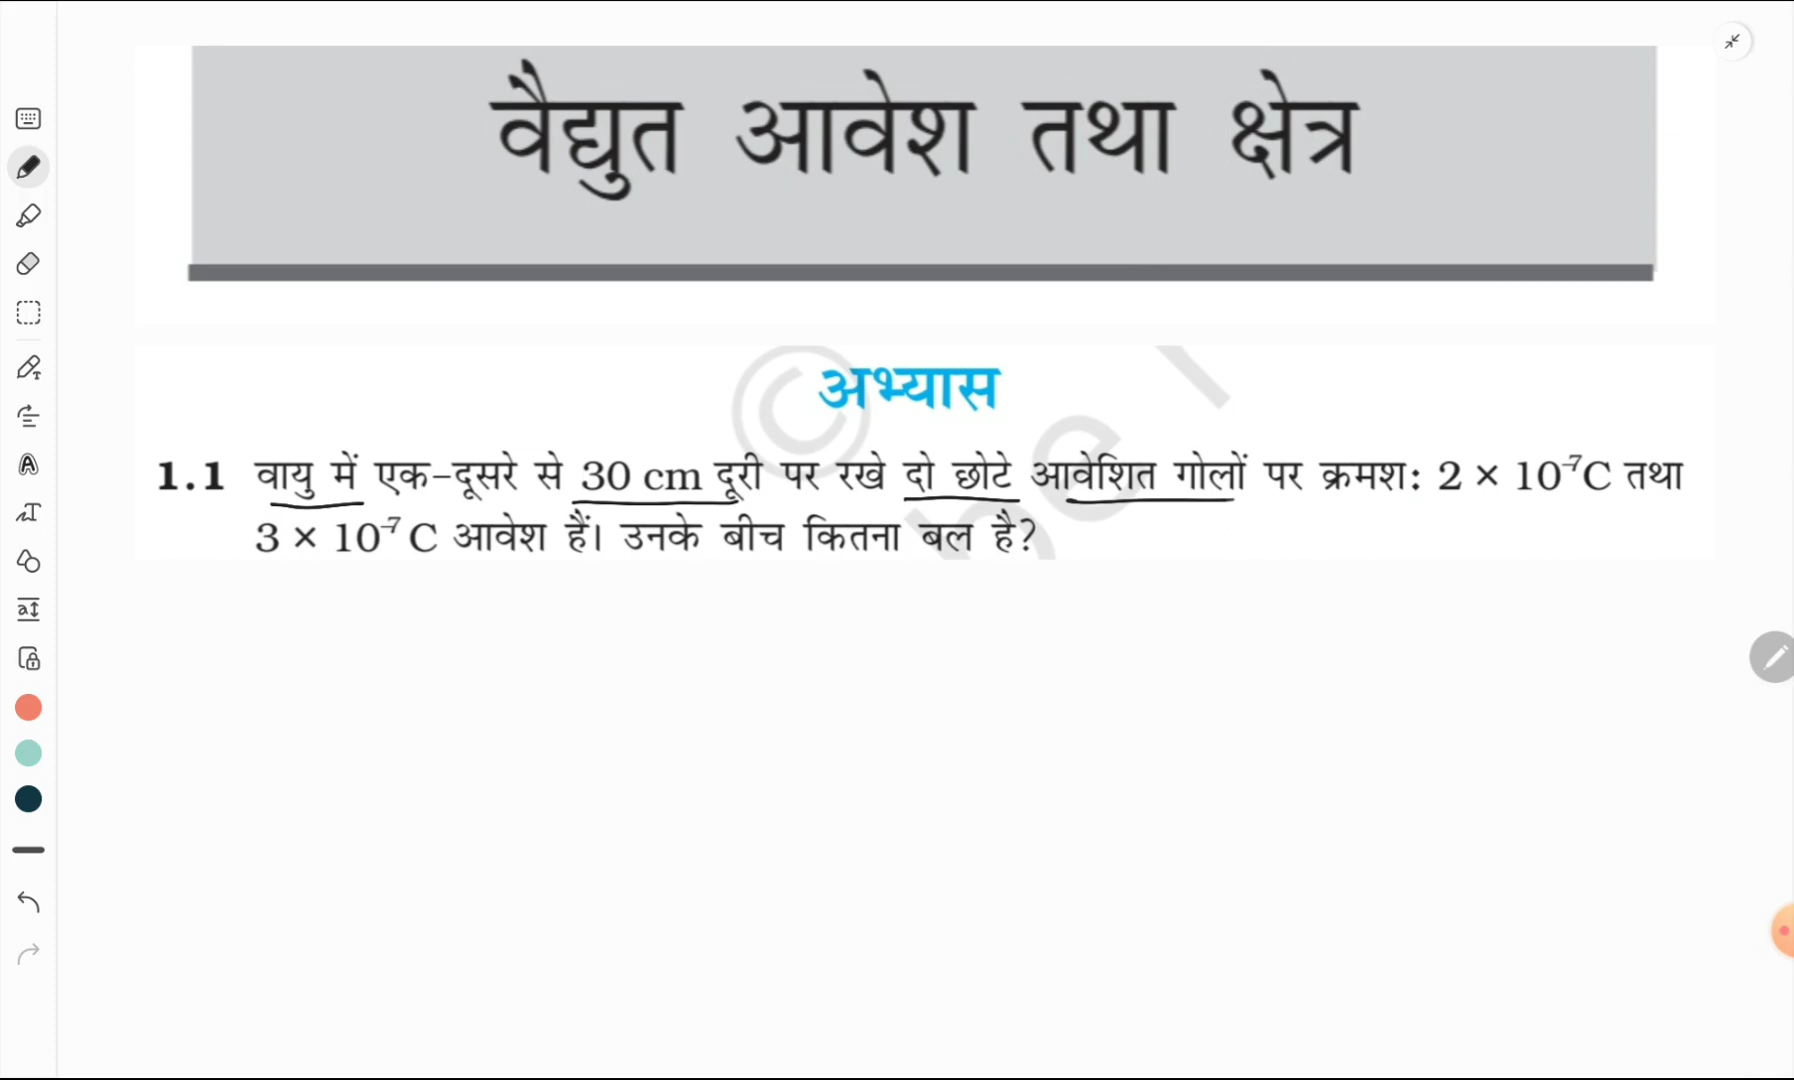 वैद्युत आवेश तथा क्षेत्र
अभ्यास
1.1 वायु में एक-दूसरे से 30 cm दूरी पर रखे दो छोटे आवेशित गोलों पर क्रमश: 2 × 10⁻⁷C तथा
3 × 10⁻⁷ C आवेश हैं। उनके बीच कितना बल है?